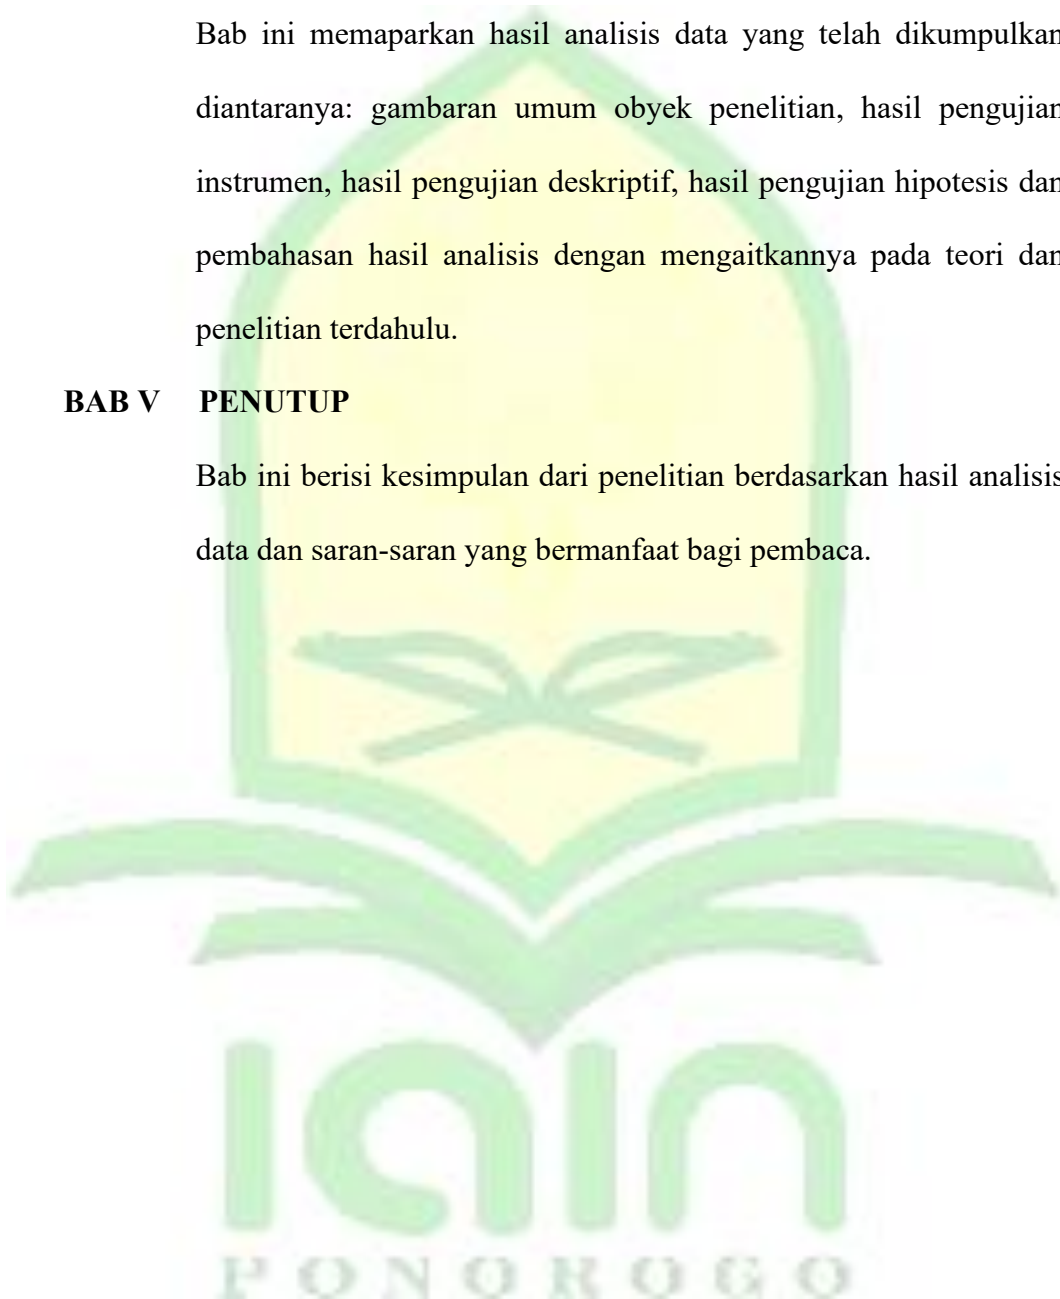 Bab ini memaparkan hasil analisis data yang telah dikumpulkan
diantaranya: gambaran umum obyek penelitian, hasil pengujian
instrumen, hasil pengujian deskriptif, hasil pengujian hipotesis dan
pembahasan hasil analisis dengan mengaitkannya pada teori dan
penelitian terdahulu.
BAB V PENUTUP
Bab ini berisi kesimpulan dari penelitian berdasarkan hasil analisis
data dan saran-saran yang bermanfaat bagi pembaca.
IAIN
PONOROGO